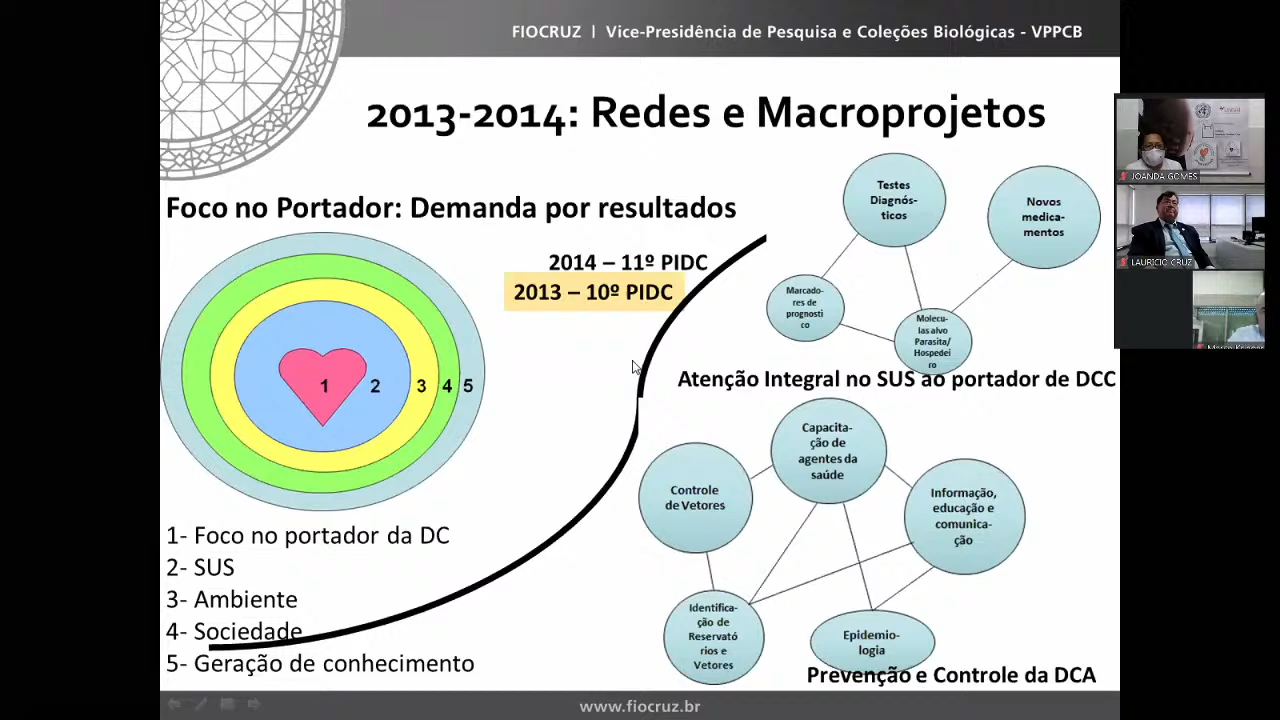 FIOCRUZ | Vice-Presidência de Pesquisa e Coleções Biológicas - VPPCB
2013-2014: Redes e Macroprojetos
Foco no Portador: Demanda por resultados
2014 – 11º PIDC
2013 – 10º PIDC
1
2
3
4
5
1- Foco no portador da DC
2- SUS
3- Ambiente
4- Sociedade
5- Geração de conhecimento
Testes
Diagnós-
ticos
Novos
medica-
mentos
Marcado-
res de
prognosti
co
Molecu-
las alvo
Parasita/
Hospedei
ro
Atenção Integral no SUS ao portador de DCC
Capacita-
ção de
agentes da
saúde
Controle
de Vetores
Informação,
educação e
comunica-
ção
Identifica-
ção de
Reservató
rios e
Vetores
Epidemio-
logia
Prevenção e Controle da DCA
www.fiocruz.br
JOANDA GOMES
LAURICIO CRUZ